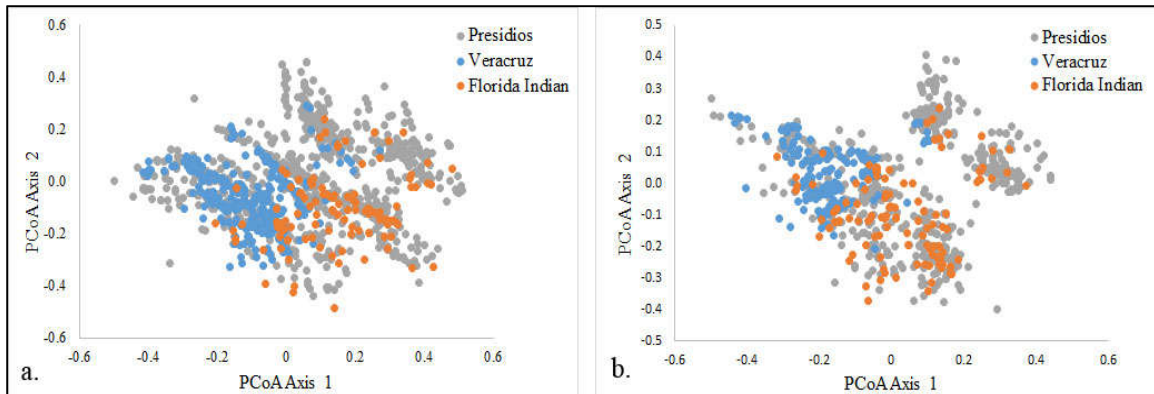 0.6
0.4
0.2
0.0
-0.2
-0.4
-0.6
-0.6 -0.4 -0.2 0 0.2 0.4 0.6
PCoA Axis 2
PCoA Axis 1
Presidios
Veracruz
Florida Indian
a.
0.5
0.4
0.3
0.2
0.1
0.0
-0.1
-0.2
-0.3
-0.4
-0.5
-0.6 -0.4 -0.2 0 0.2 0.4 0.6
PCoA Axis 2
PCoA Axis 1
Presidios
Veracruz
Florida Indian
b.